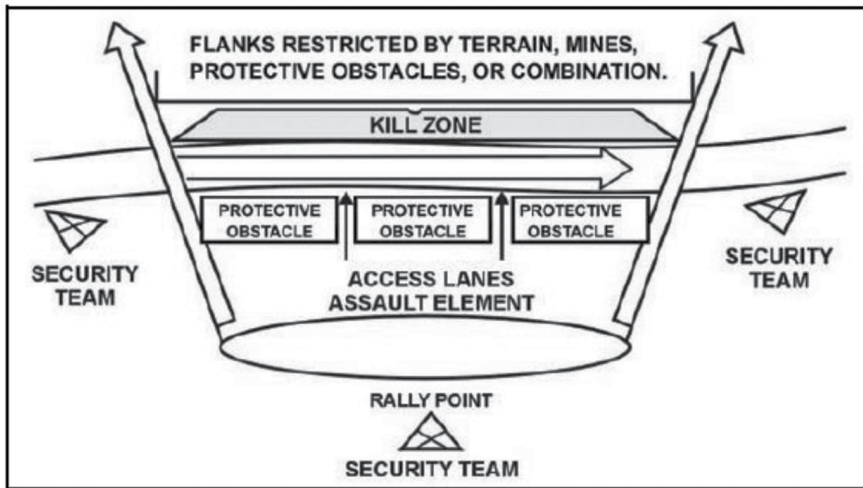 FLANKS RESTRICTED BY TERRAIN, MINES,
PROTECTIVE OBSTACLES, OR COMBINATION.
KILL ZONE
PROTECTIVE
OBSTACLE
PROTECTIVE
OBSTACLE
PROTECTIVE
OBSTACLE
SECURITY
TEAM
ACCESS LANES
ASSAULT ELEMENT
SECURITY
TEAM
RALLY POINT
SECURITY TEAM